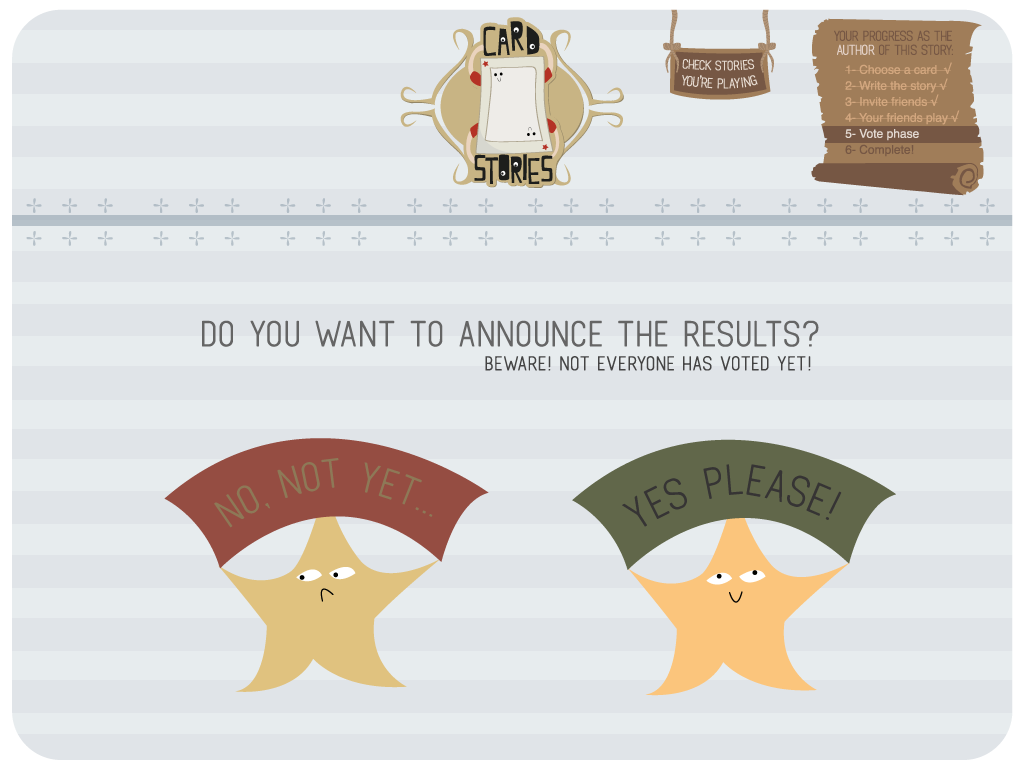 CARD
STORIES
CHECK STORIES
YOU'RE PLAYING
YOUR PROGRESS AS THE
AUTHOR OF THIS STORY:
1- Choose a card √
2- Write the story √
3- Invite friends √
4- Your friends play √
5- Vote phase
6- Complete!
DO YOU WANT TO ANNOUNCE THE RESULTS?
BEWARE! NOT EVERYONE HAS VOTED YET!
NO, NOT YET...
YES PLEASE!